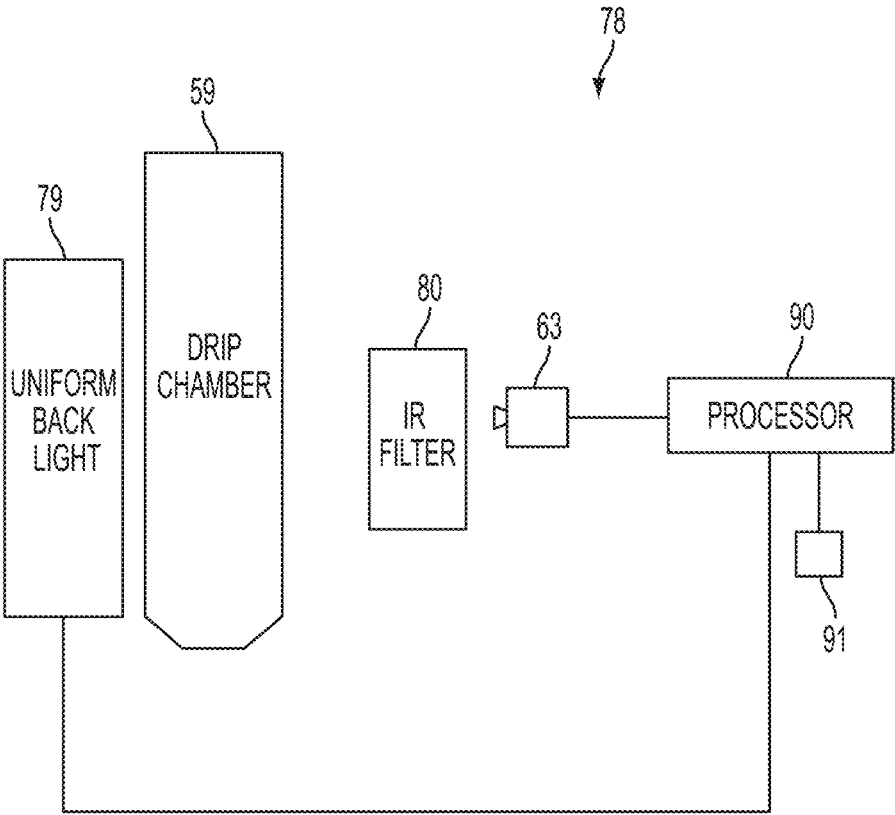 78
59
79
80
63
90
UNIFORM
BACK
LIGHT
DRIP
CHAMBER
IR
FILTER
PROCESSOR
91